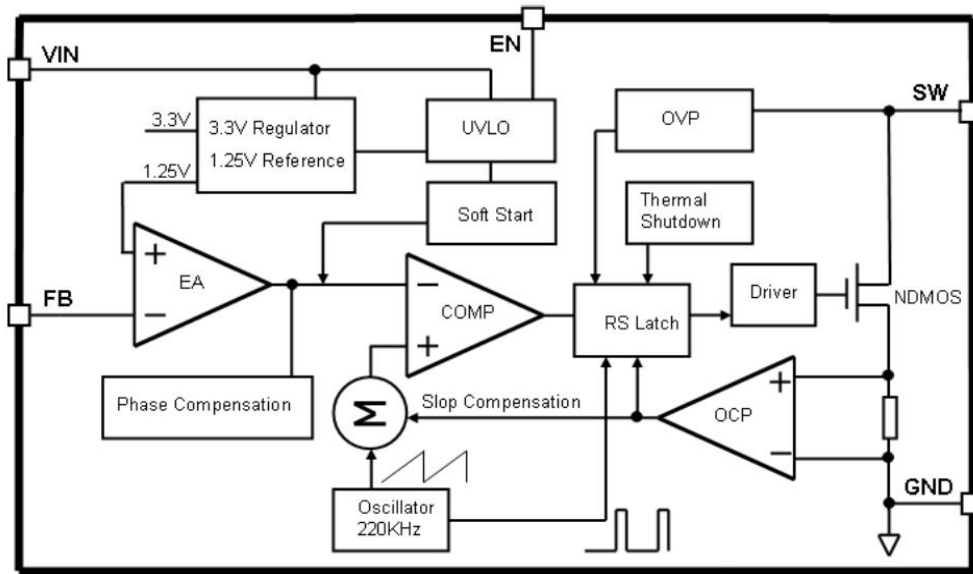 EN
VIN
SW
3.3V
3.3V Regulator
1.25V Reference
1.25V
UVLO
OVP
Soft Start
Thermal
Shutdown
+
EA
−
FB
−
COMP
+
RS Latch
Driver
NDMOS
Phase Compensation
Σ
Slop Compensation
+
OCP
−
GND
Oscillator
220KHz